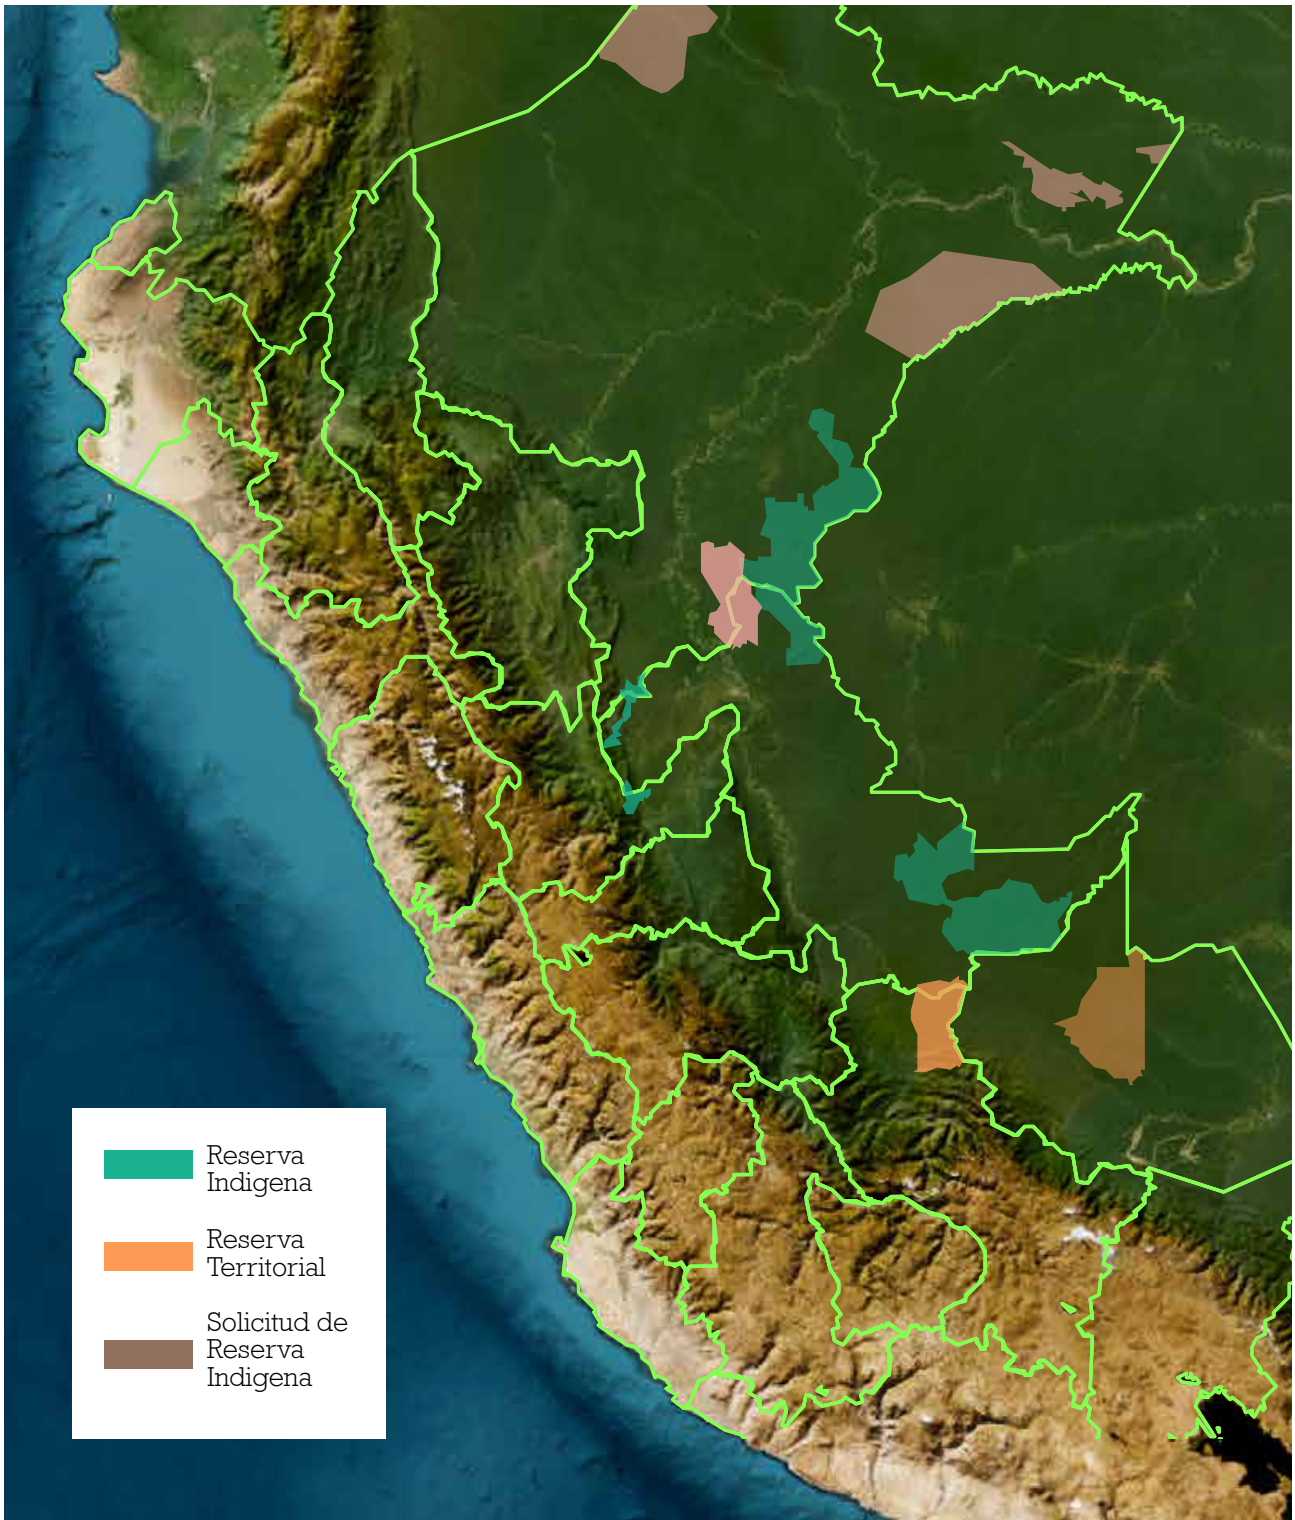 Reserva
Indigena
Reserva
Territorial
Solicitud de
Reserva
Indigena